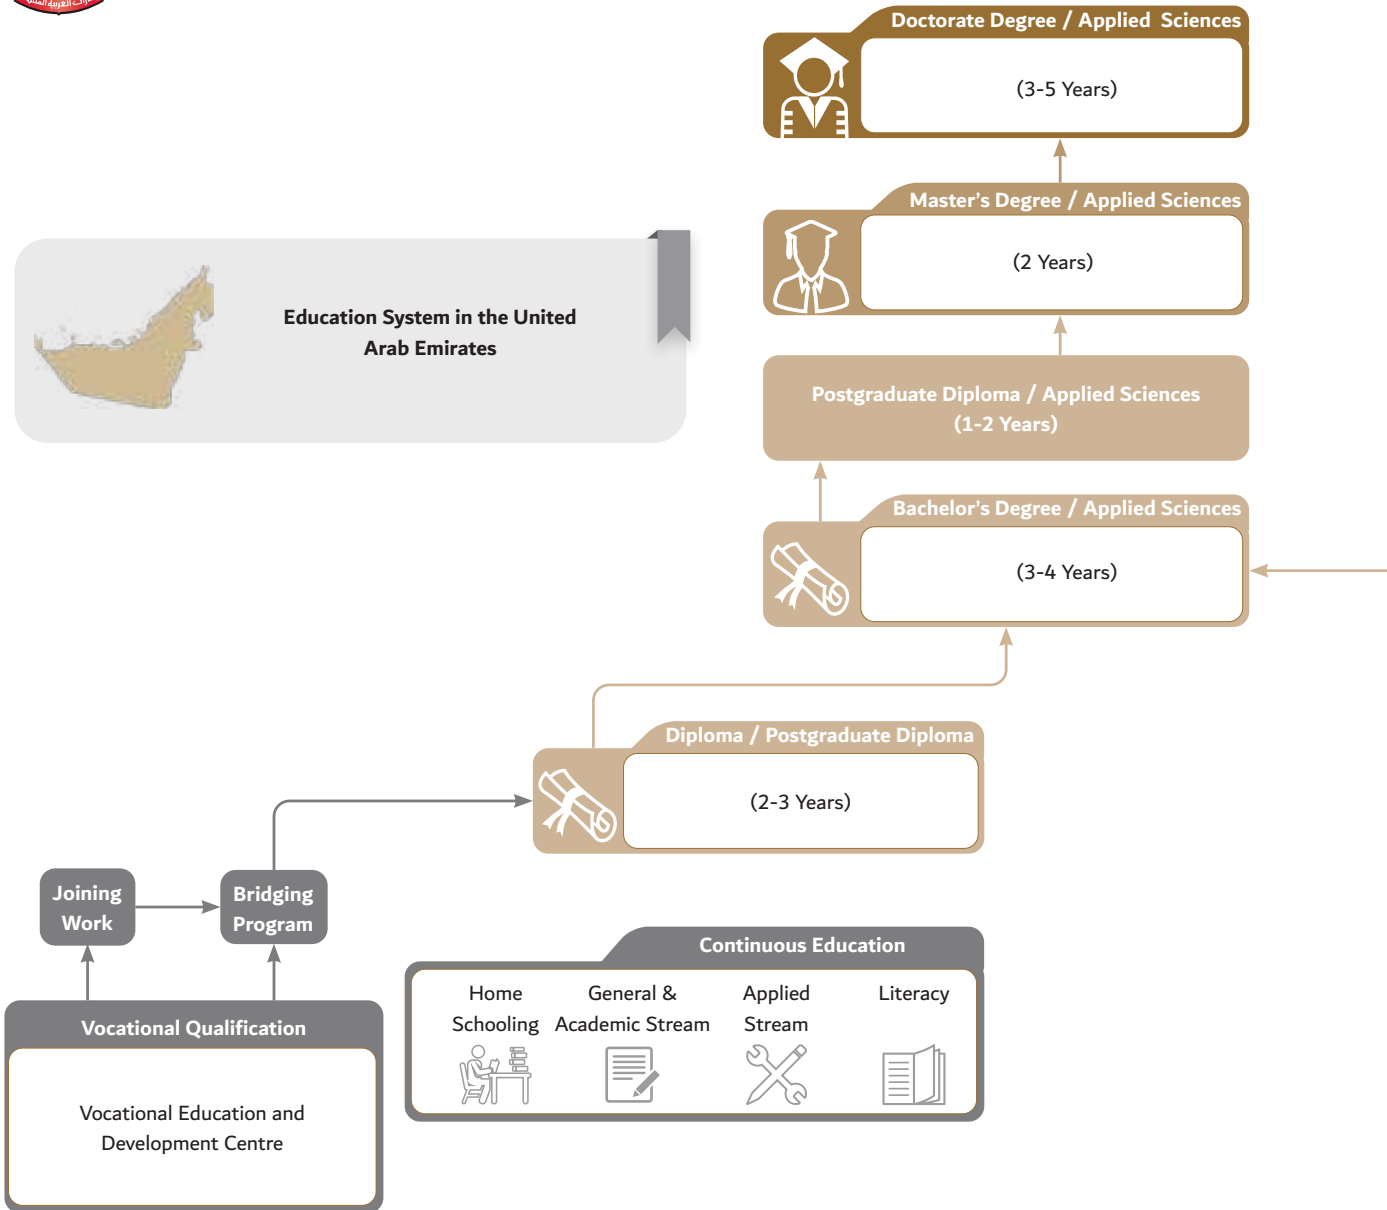 Doctorate Degree / Applied Sciences
(3-5 Years)
Master's Degree / Applied Sciences
(2 Years)
Education System in the United
Arab Emirates
Postgraduate Diploma / Applied Sciences
(1-2 Years)
Bachelor's Degree / Applied Sciences
(3-4 Years)
Diploma / Postgraduate Diploma
(2-3 Years)
Joining
Work
Bridging
Program
Continuous Education
Home
Schooling
General &
Academic Stream
Applied
Stream
Literacy
Vocational Qualification
Vocational Education and
Development Centre